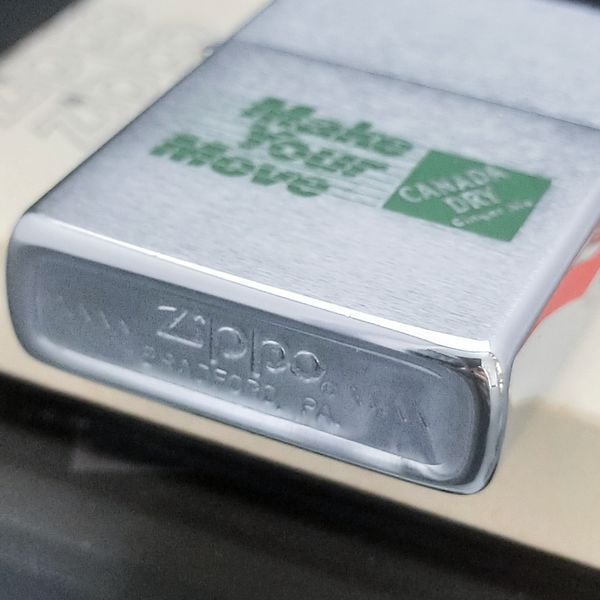 Make
Your
Move
CANADA
DRY
Ginger Ale
Zippo
BRADFORD, PA.